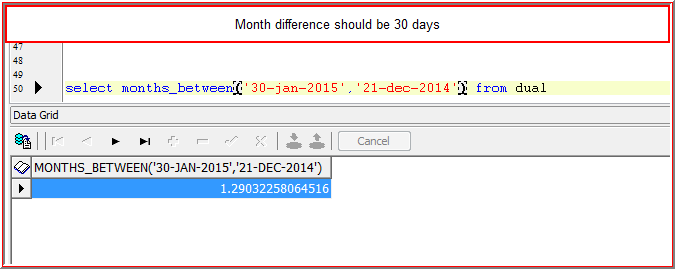 Month difference should be 30 days
47
48
49
50 select months_between('30-jan-2015','21-dec-2014') from dual
Data Grid
Cancel
MONTHS_BETWEEN('30-JAN-2015','21-DEC-2014')
1.29032258064516